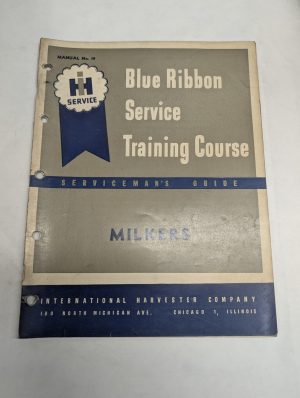 MANUAL No. 19
IH
SERVICE
Blue Ribbon
Service
Training Course
SERVICEMAN'S GUIDE
MILKERS
INTERNATIONAL HARVESTER COMPANY
180 NORTH MICHIGAN AVE. CHICAGO 1, ILLINOIS